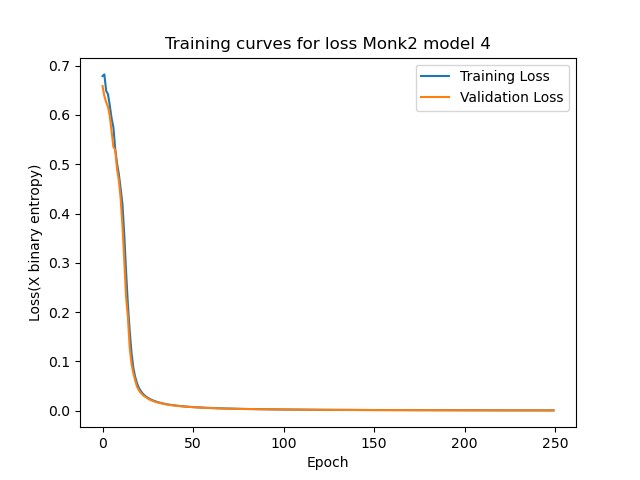 Training curves for loss Monk2 model 4
Training Loss
Validation Loss
Loss(X binary entropy)
0.7
0.6
0.5
0.4
0.3
0.2
0.1
0.0
0
50
100
150
200
250
Epoch